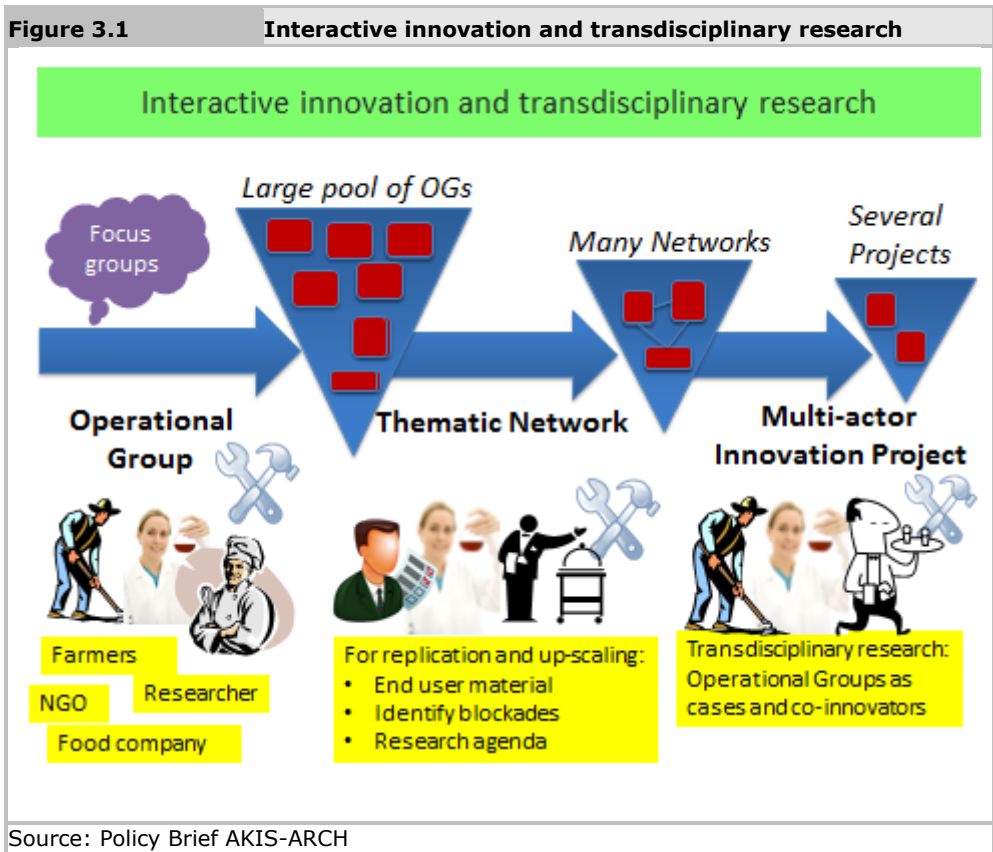 Figure 3.1 Interactive innovation and transdisciplinary research
Interactive innovation and transdisciplinary research
Focus
groups
Large pool of OGs
Many Networks
Several
Projects
Operational
Group
Thematic Network
Multi-actor
Innovation Project
Farmers
NGO
Researcher
Food company
For replication and up-scaling:
• End user material
• Identify blockades
• Research agenda
Transdisciplinary research:
Operational Groups as
cases and co-innovators
Source: Policy Brief AKIS-ARCH